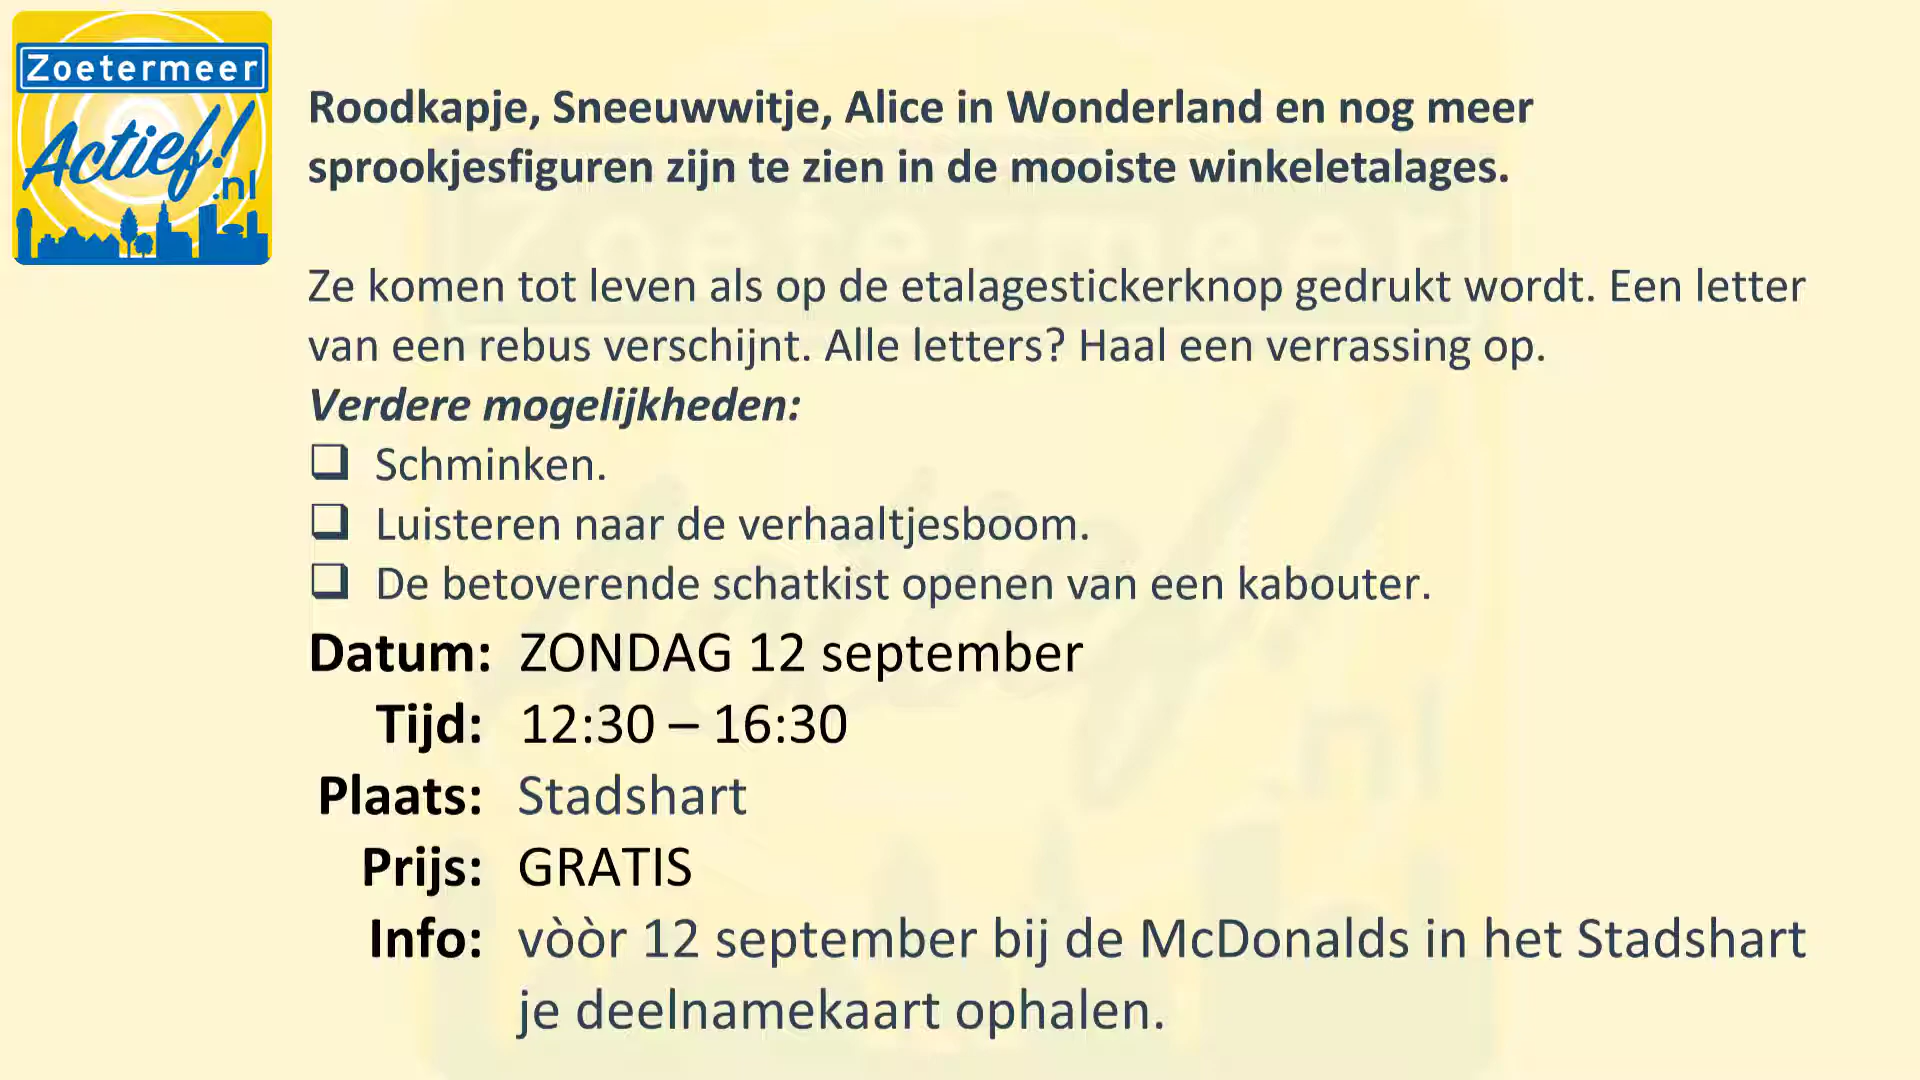 Zoetermeer
Actief!
.nl
Roodkapje, Sneeuwwitje, Alice in Wonderland en nog meer
sprookjesfiguren zijn te zien in de mooiste winkeletalages.
Ze komen tot leven als op de etalagestickerknop gedrukt wordt. Een letter
van een rebus verschijnt. Alle letters? Haal een verrassing op.
Verdere mogelijkheden:
❑ Schminken.
❑ Luisteren naar de verhaaltjesboom.
❑ De betoverende schatkist openen van een kabouter.
Datum: ZONDAG 12 september
Tijd: 12:30 – 16:30
Plaats: Stadshart
Prijs: GRATIS
Info: vòòr 12 september bij de McDonalds in het Stadshart
je deelnamekaart ophalen.